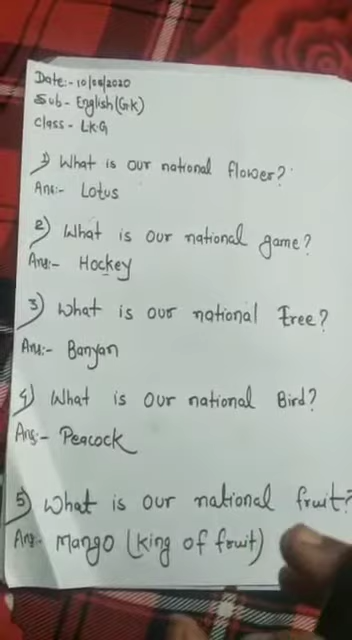 Date:- 10/08/2020
Sub- English(GK)
Class- LKG
1) What is our national flower?
Ans:- Lotus
2) What is our national game?
Ans:- Hockey
3) What is our national Tree?
Ans:- Banyan
4) What is our national Bird?
Ans:- Peacock
5) What is our national fruit?
Ans:- Mango (king of fruit)